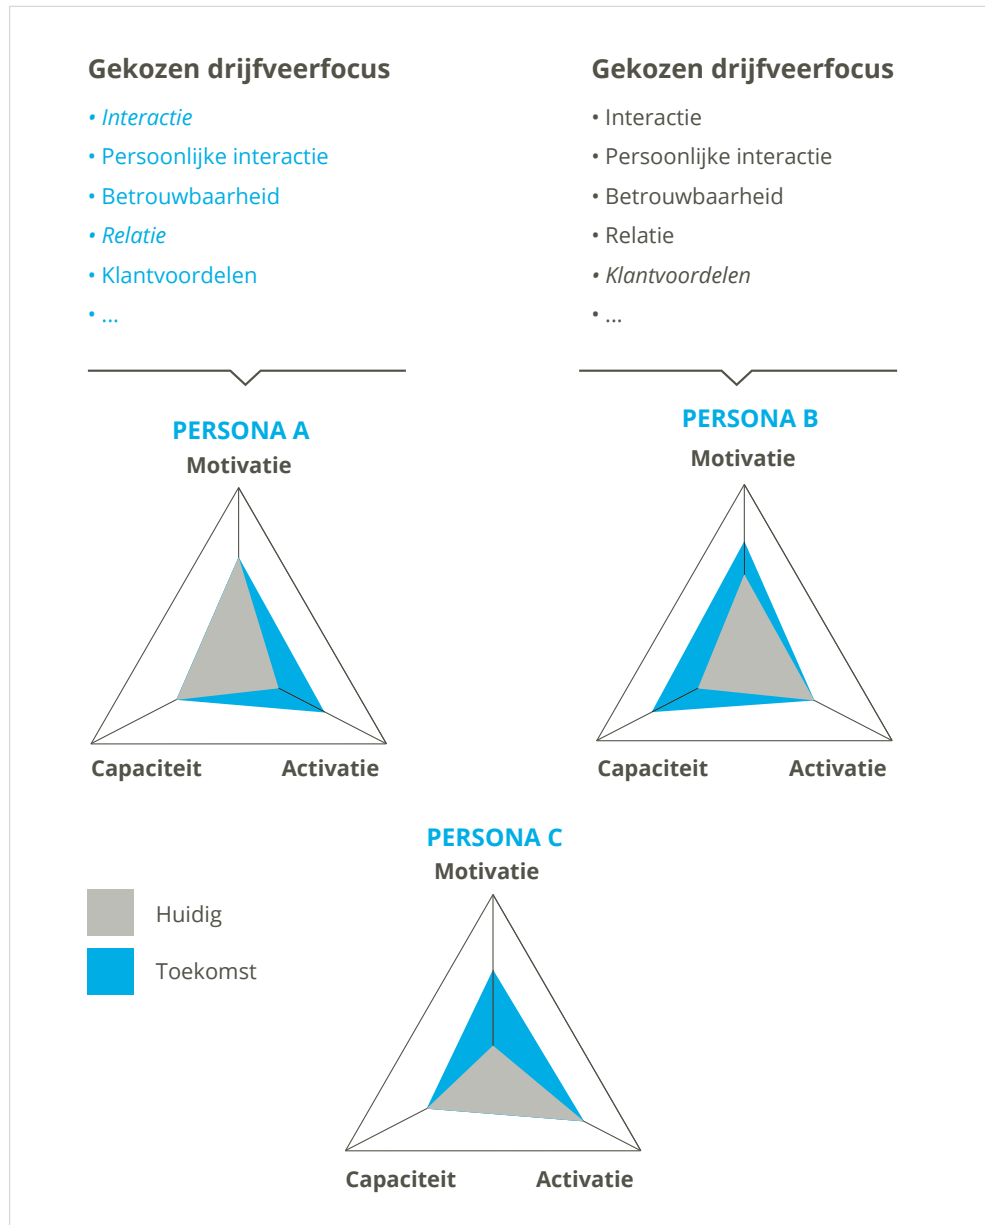 Gekozen drijfveerfocus
• Interactie
• Persoonlijke interactie
• Betrouwbaarheid
• Relatie
• Klantvoordelen
• ...
Gekozen drijfveerfocus
• Interactie
• Persoonlijke interactie
• Betrouwbaarheid
• Relatie
• Klantvoordelen
• ...
PERSONA A
Motivatie
Capaciteit
Activatie
PERSONA B
Motivatie
Capaciteit
Activatie
PERSONA C
Motivatie
Capaciteit
Activatie
Huidig
Toekomst